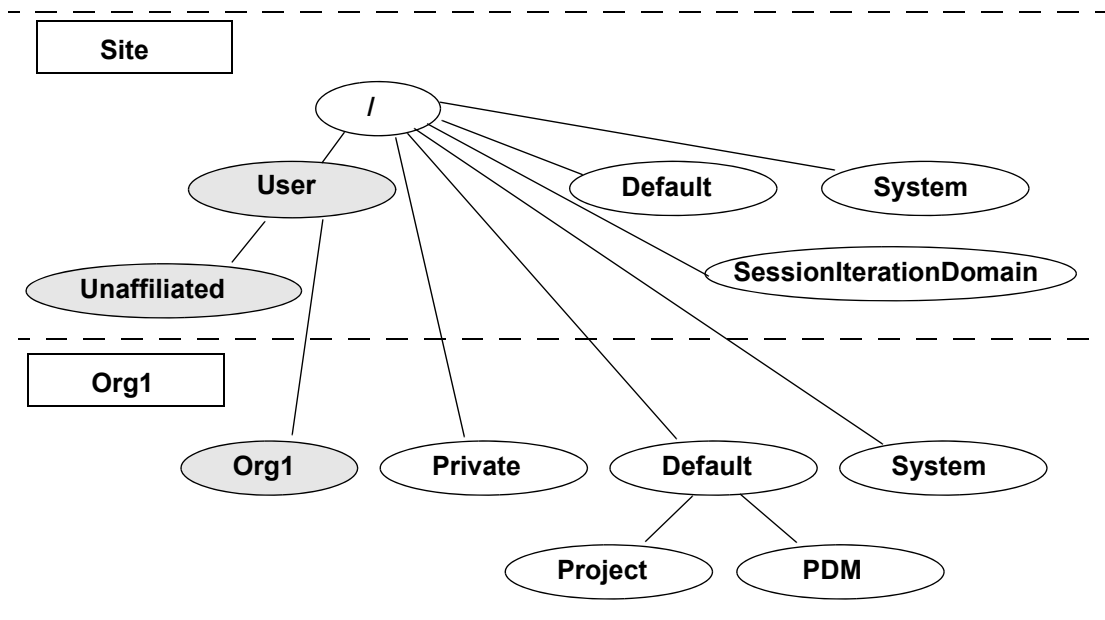 Site
/
User
Default
System
SessionIterationDomain
Unaffiliated
Org1
Org1
Private
Default
System
Project
PDM